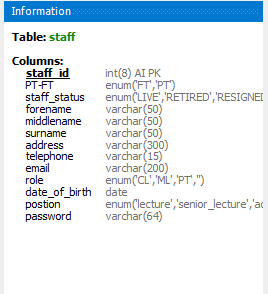 Information
Table: staff
Columns:
staff_id int(8) AI PK
PT-FT enum('FT','PT')
staff_status enum('LIVE','RETIRED','RESIGNED
forename varchar(50)
middlename varchar(50)
surname varchar(50)
address varchar(300)
telephone varchar(15)
email varchar(200)
role enum('CL','ML','PT','')
date_of_birth date
postion enum('lecture','senior_lecture','ac
password varchar(64)